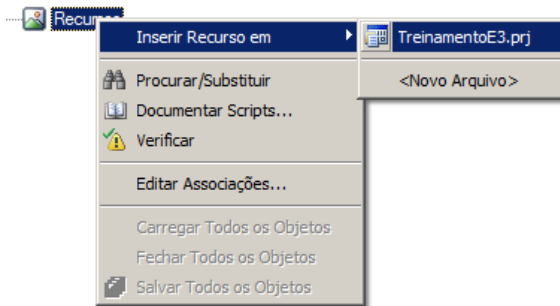 Recursos
Inserir Recurso em
TreinamentoE3.prj
<Novo Arquivo>
Procurar/Substituir
Documentar Scripts...
Verificar
Editar Associações...
Carregar Todos os Objetos
Fechar Todos os Objetos
Salvar Todos os Objetos